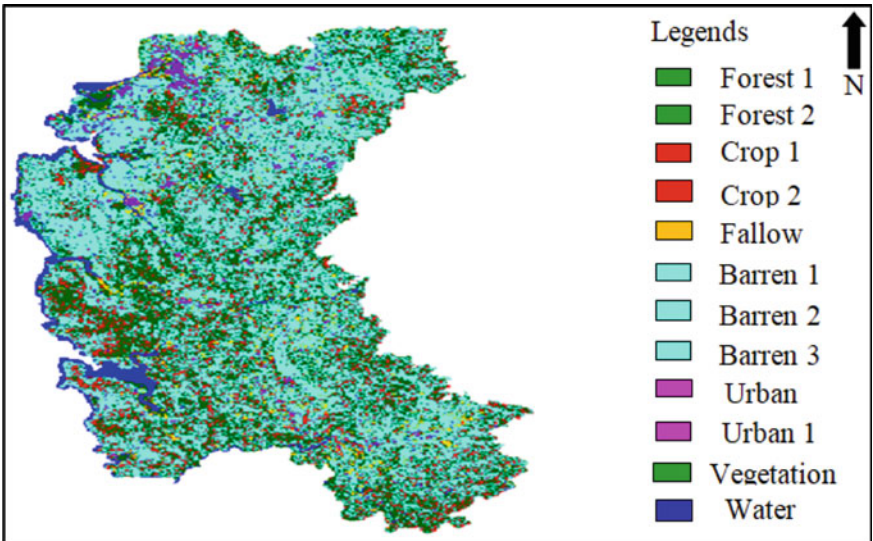 Legends
N
Forest 1
Forest 2
Crop 1
Crop 2
Fallow
Barren 1
Barren 2
Barren 3
Urban
Urban 1
Vegetation
Water